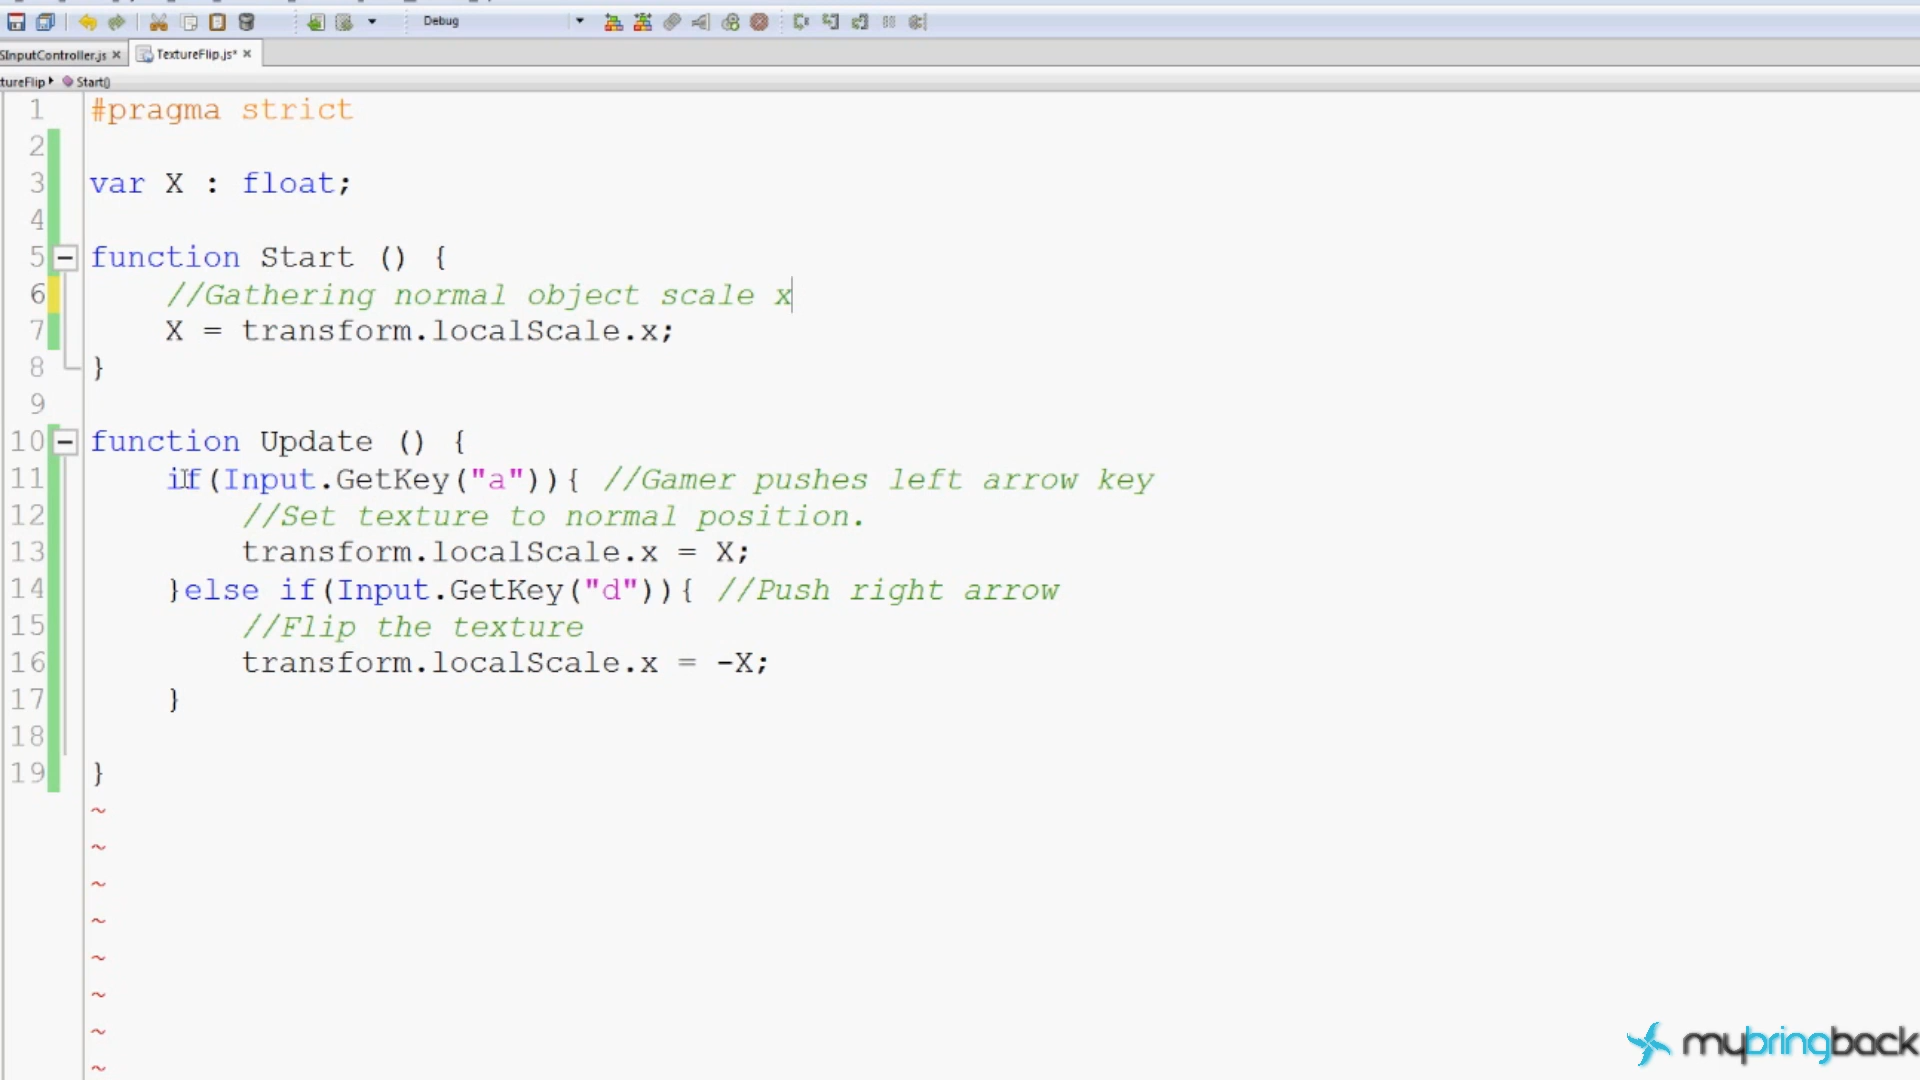 Debug
SInputController.js × TextureFlip.js* ×
tureFlip Start()
1 #pragma strict
2
3 var X : float;
4
5 function Start () {
6 //Gathering normal object scale x
7 X = transform.localScale.x;
8 }
9
10 function Update () {
11 if(Input.GetKey("a")){ //Gamer pushes left arrow key
12 //Set texture to normal position.
13 transform.localScale.x = X;
14 }else if(Input.GetKey("d")){ //Push right arrow
15 //Flip the texture
16 transform.localScale.x = -X;
17 }
18
19 }
~
~
~
~
~
~
~
~
mybringback